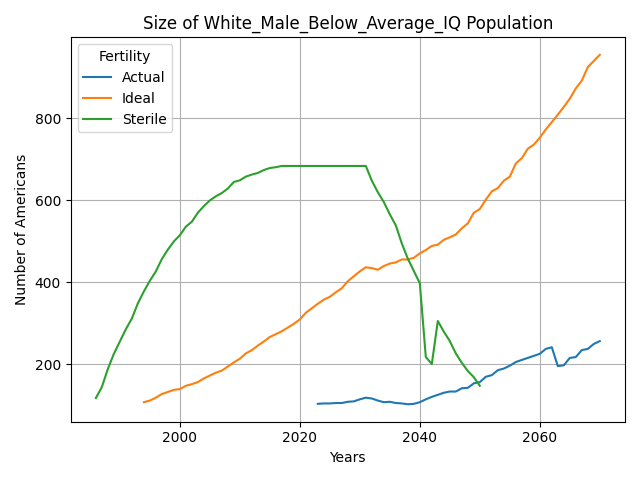 Size of White_Male_Below_Average_IQ Population
Fertility
Actual
Ideal
Sterile
Number of Americans
800
600
400
200
2000
2020
2040
2060
Years